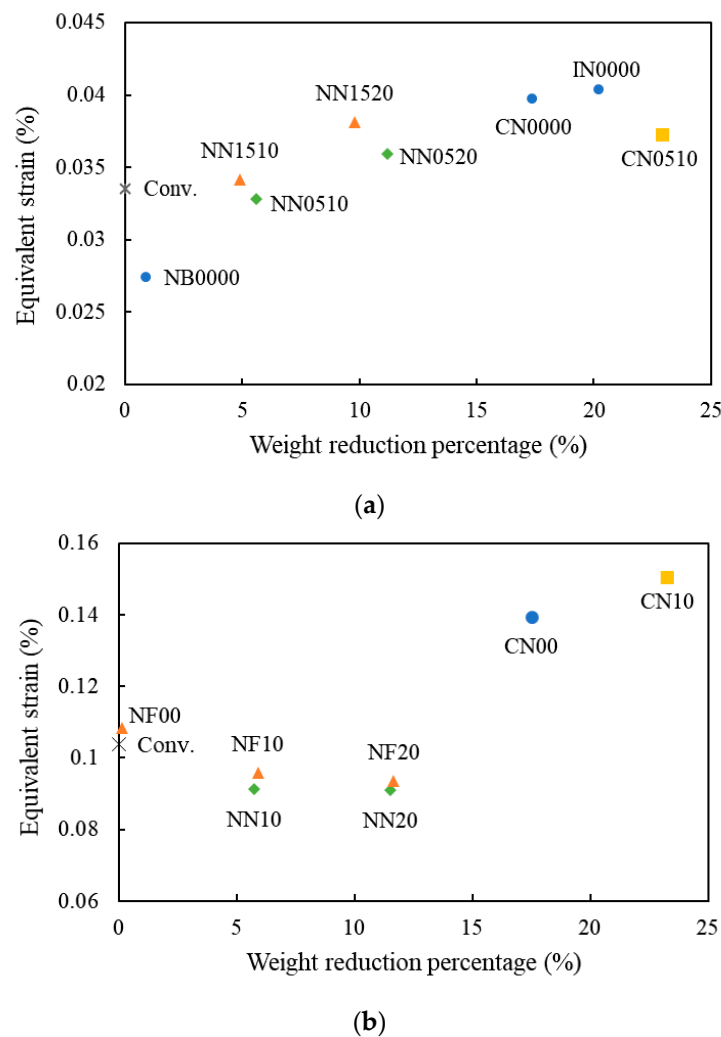 0.045
0.04
0.035
0.03
0.025
0.02
Equivalent strain (%)
IN0000
NN1520
CN0000
NN1510
NN0520
CN0510
Conv.
NN0510
NB0000
0 5 10 15 20 25
Weight reduction percentage (%)
(a)
0.16
0.14
0.12
0.1
0.08
0.06
Equivalent strain (%)
CN10
CN00
NF00
Conv.
NF10
NF20
NN10
NN20
0 5 10 15 20 25
Weight reduction percentage (%)
(b)